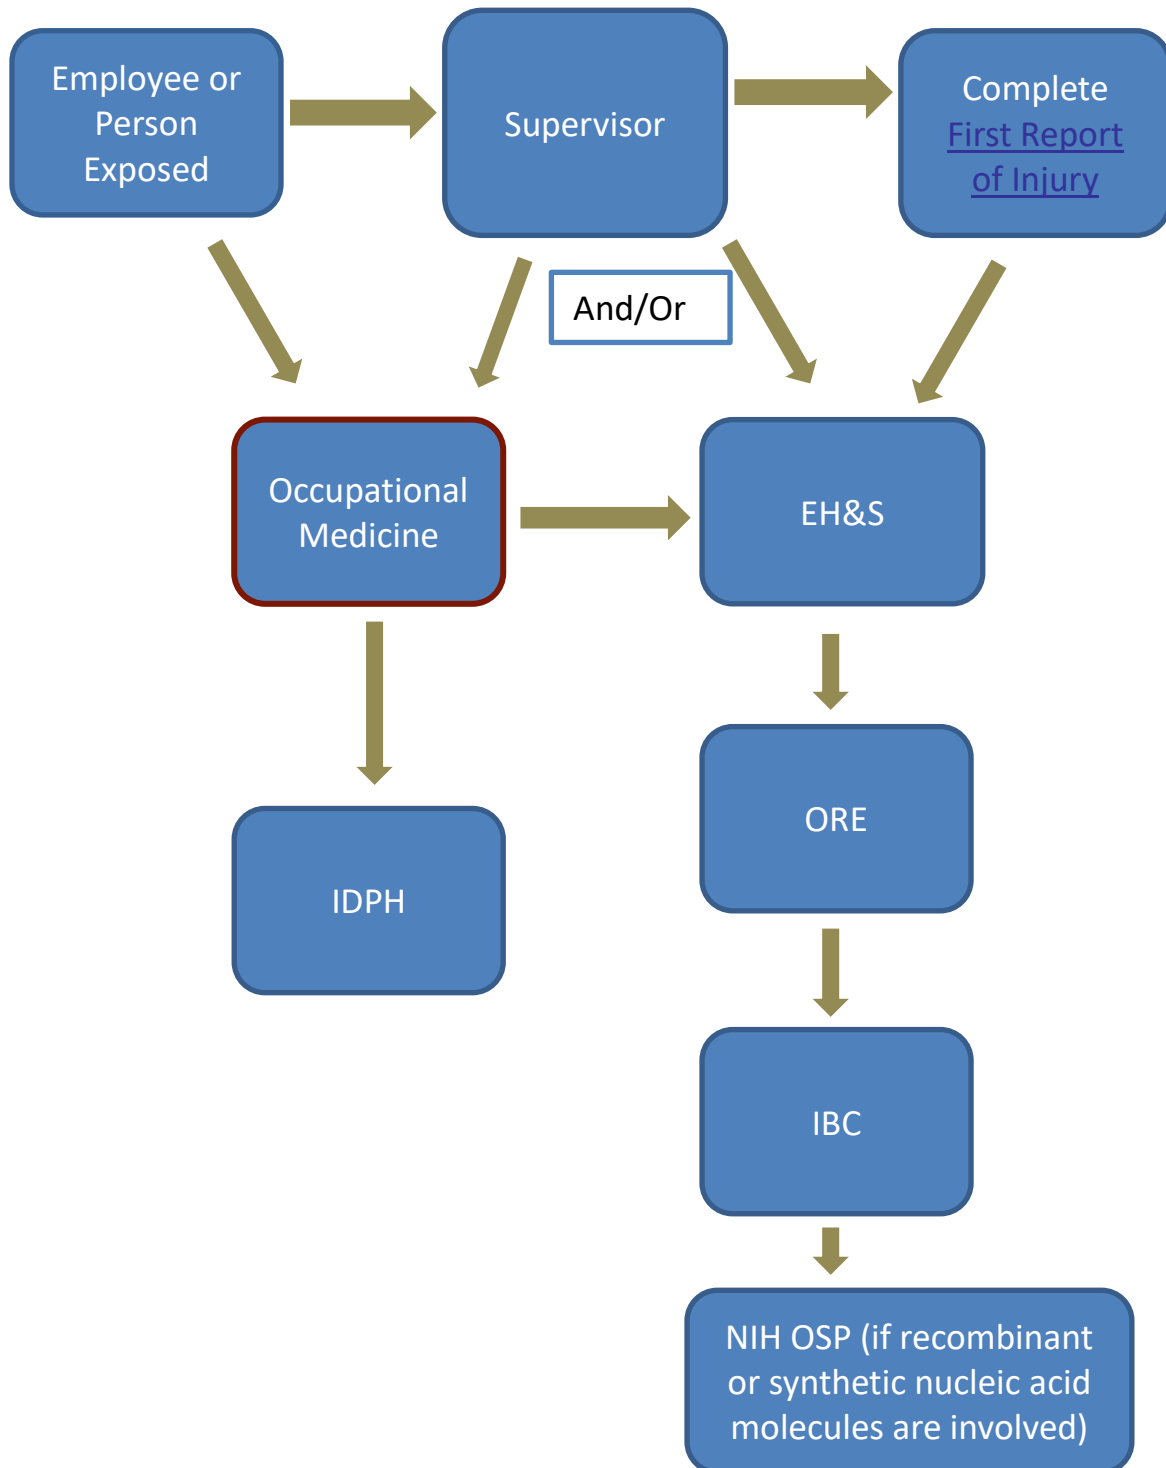 Employee or
Person
Exposed
Supervisor
Complete
First Report
of Injury
And/Or
Occupational
Medicine
EH&S
ORE
IDPH
IBC
NIH OSP (if recombinant
or synthetic nucleic acid
molecules are involved)